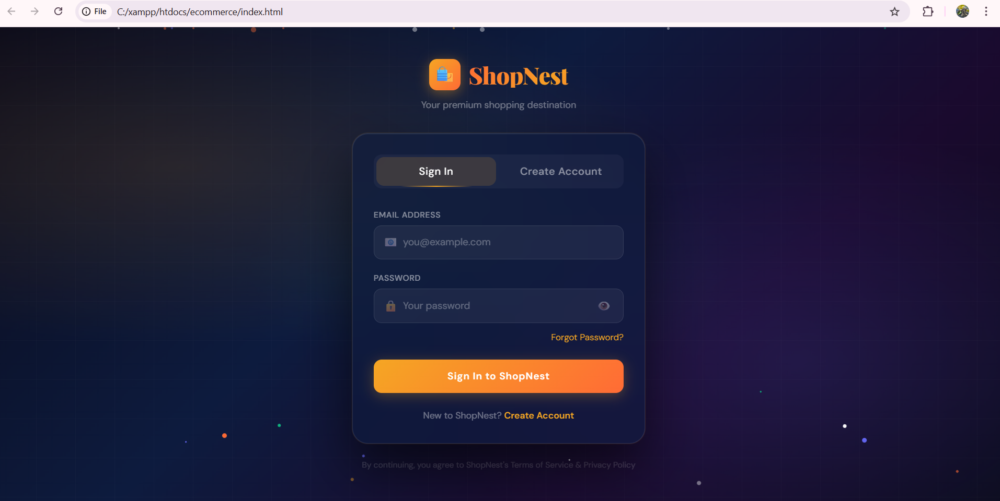 File C:/xampp/htdocs/ecommerce/index.html
ShopNest
Your premium shopping destination
Sign In Create Account
EMAIL ADDRESS
you@example.com
PASSWORD
Your password
Forgot Password?
Sign In to ShopNest
New to ShopNest? Create Account
By continuing, you agree to ShopNest's Terms of Service & Privacy Policy